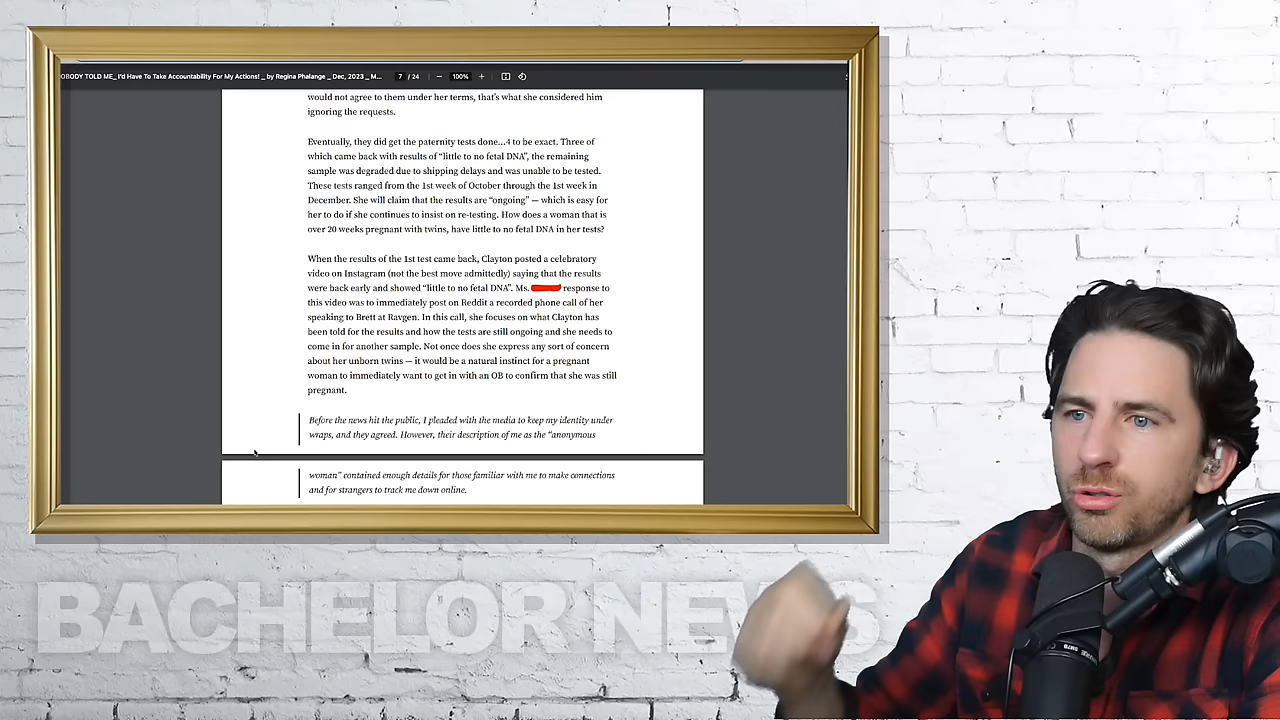 OBODY TOLD ME_ I'd Have To Take Accountability For My Actions! _ by Regina Phalange _ Dec, 2023 _ M... 7 / 24 — 100% +
would not agree to them under her terms, that's what she considered him
ignoring the requests.
Eventually, they did get the paternity tests done...4 to be exact. Three of
which came back with results of “little to no fetal DNA”, the remaining
sample was degraded due to shipping delays and was unable to be tested.
These tests ranged from the 1st week of October through the 1st week in
December. She will claim that the results are “ongoing” — which is easy for
her to do if she continues to insist on re-testing. How does a woman that is
over 20 weeks pregnant with twins, have little to no fetal DNA in her tests?
When the results of the 1st test came back, Clayton posted a celebratory
video on Instagram (not the best move admittedly) saying that the results
were back early and showed “little to no fetal DNA”. Ms. response to
this video was to immediately post on Reddit a recorded phone call of her
speaking to Brett at Ravgen. In this call, she focuses on what Clayton has
been told for the results and how the tests are still ongoing and she needs to
come in for another sample. Not once does she express any sort of concern
about her unborn twins — it would be a natural instinct for a pregnant
woman to immediately want to get in with an OB to confirm that she was still
pregnant.
Before the news hit the public, I pleaded with the media to keep my identity under
wraps, and they agreed. However, their description of me as the “anonymous
woman” contained enough details for those familiar with me to make connections
and for strangers to track me down online.
BACHELOR NEWS